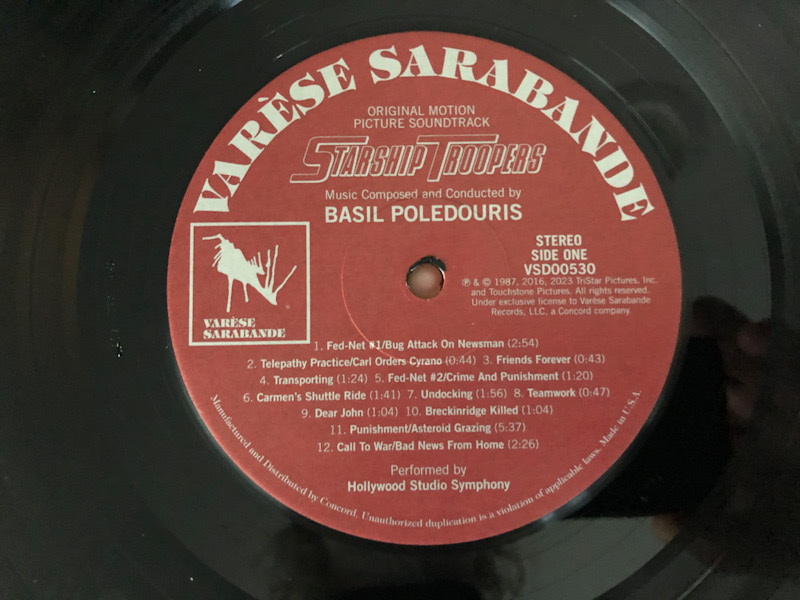 VARÈSE SARABANDE
ORIGINAL MOTION
PICTURE SOUNDTRACK
STARSHIP TROOPERS
Music Composed and Conducted by
BASIL POLEDOURIS
STEREO
SIDE ONE
VSD00530
℗ & © 1987, 2016, 2023 TriStar Pictures, Inc.
and Touchstone Pictures. All rights reserved.
Under exclusive license to Varèse Sarabande
Records, LLC, a Concord company.
VARÈSE
SARABANDE
1. Fed-Net #1/Bug Attack On Newsman (2:54)
2. Telepathy Practice/Carl Orders Cyrano (0:44) 3. Friends Forever (0:43)
4. Transporting (1:24) 5. Fed-Net #2/Crime And Punishment (1:20)
6. Carmen's Shuttle Ride (1:41) 7. Undocking (1:56) 8. Teamwork (0:47)
9. Dear John (1:04) 10. Breckinridge Killed (1:04)
11. Punishment/Asteroid Grazing (5:37)
12. Call To War/Bad News From Home (2:26)
Performed by
Hollywood Studio Symphony
Manufactured and Distributed by Concord. Unauthorized duplication is a violation of applicable laws. Made in U.S.A.